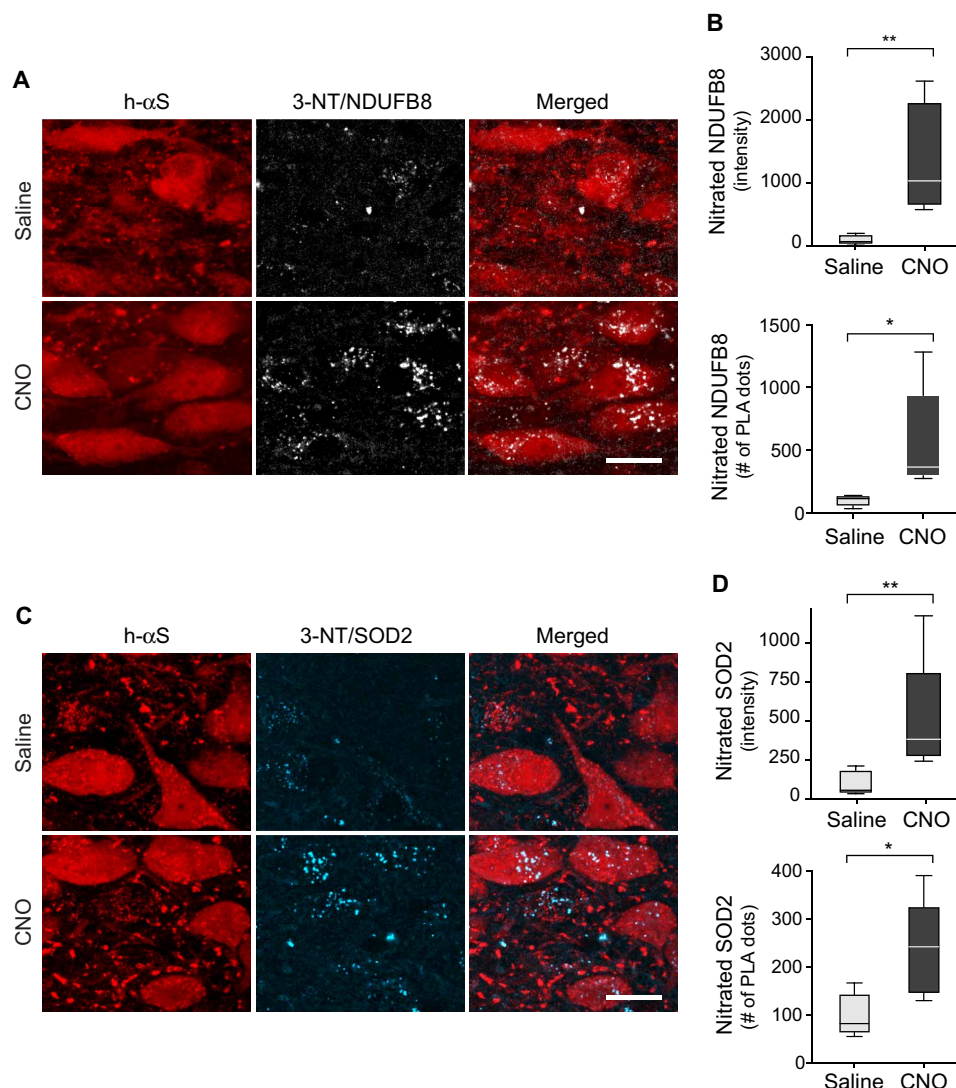 A
h-αS
3-NT/NDUFB8
Merged
Saline
CNO
B
**
3000
2000
1000
0
Nitrated NDUFB8
(intensity)
Saline
CNO
*
1500
1000
500
0
Nitrated NDUFB8
(# of PLA dots)
Saline
CNO
C
h-αS
3-NT/SOD2
Merged
Saline
CNO
D
**
1000
750
500
250
0
Nitrated SOD2
(intensity)
Saline
CNO
*
400
300
200
100
0
Nitrated SOD2
(# of PLA dots)
Saline
CNO